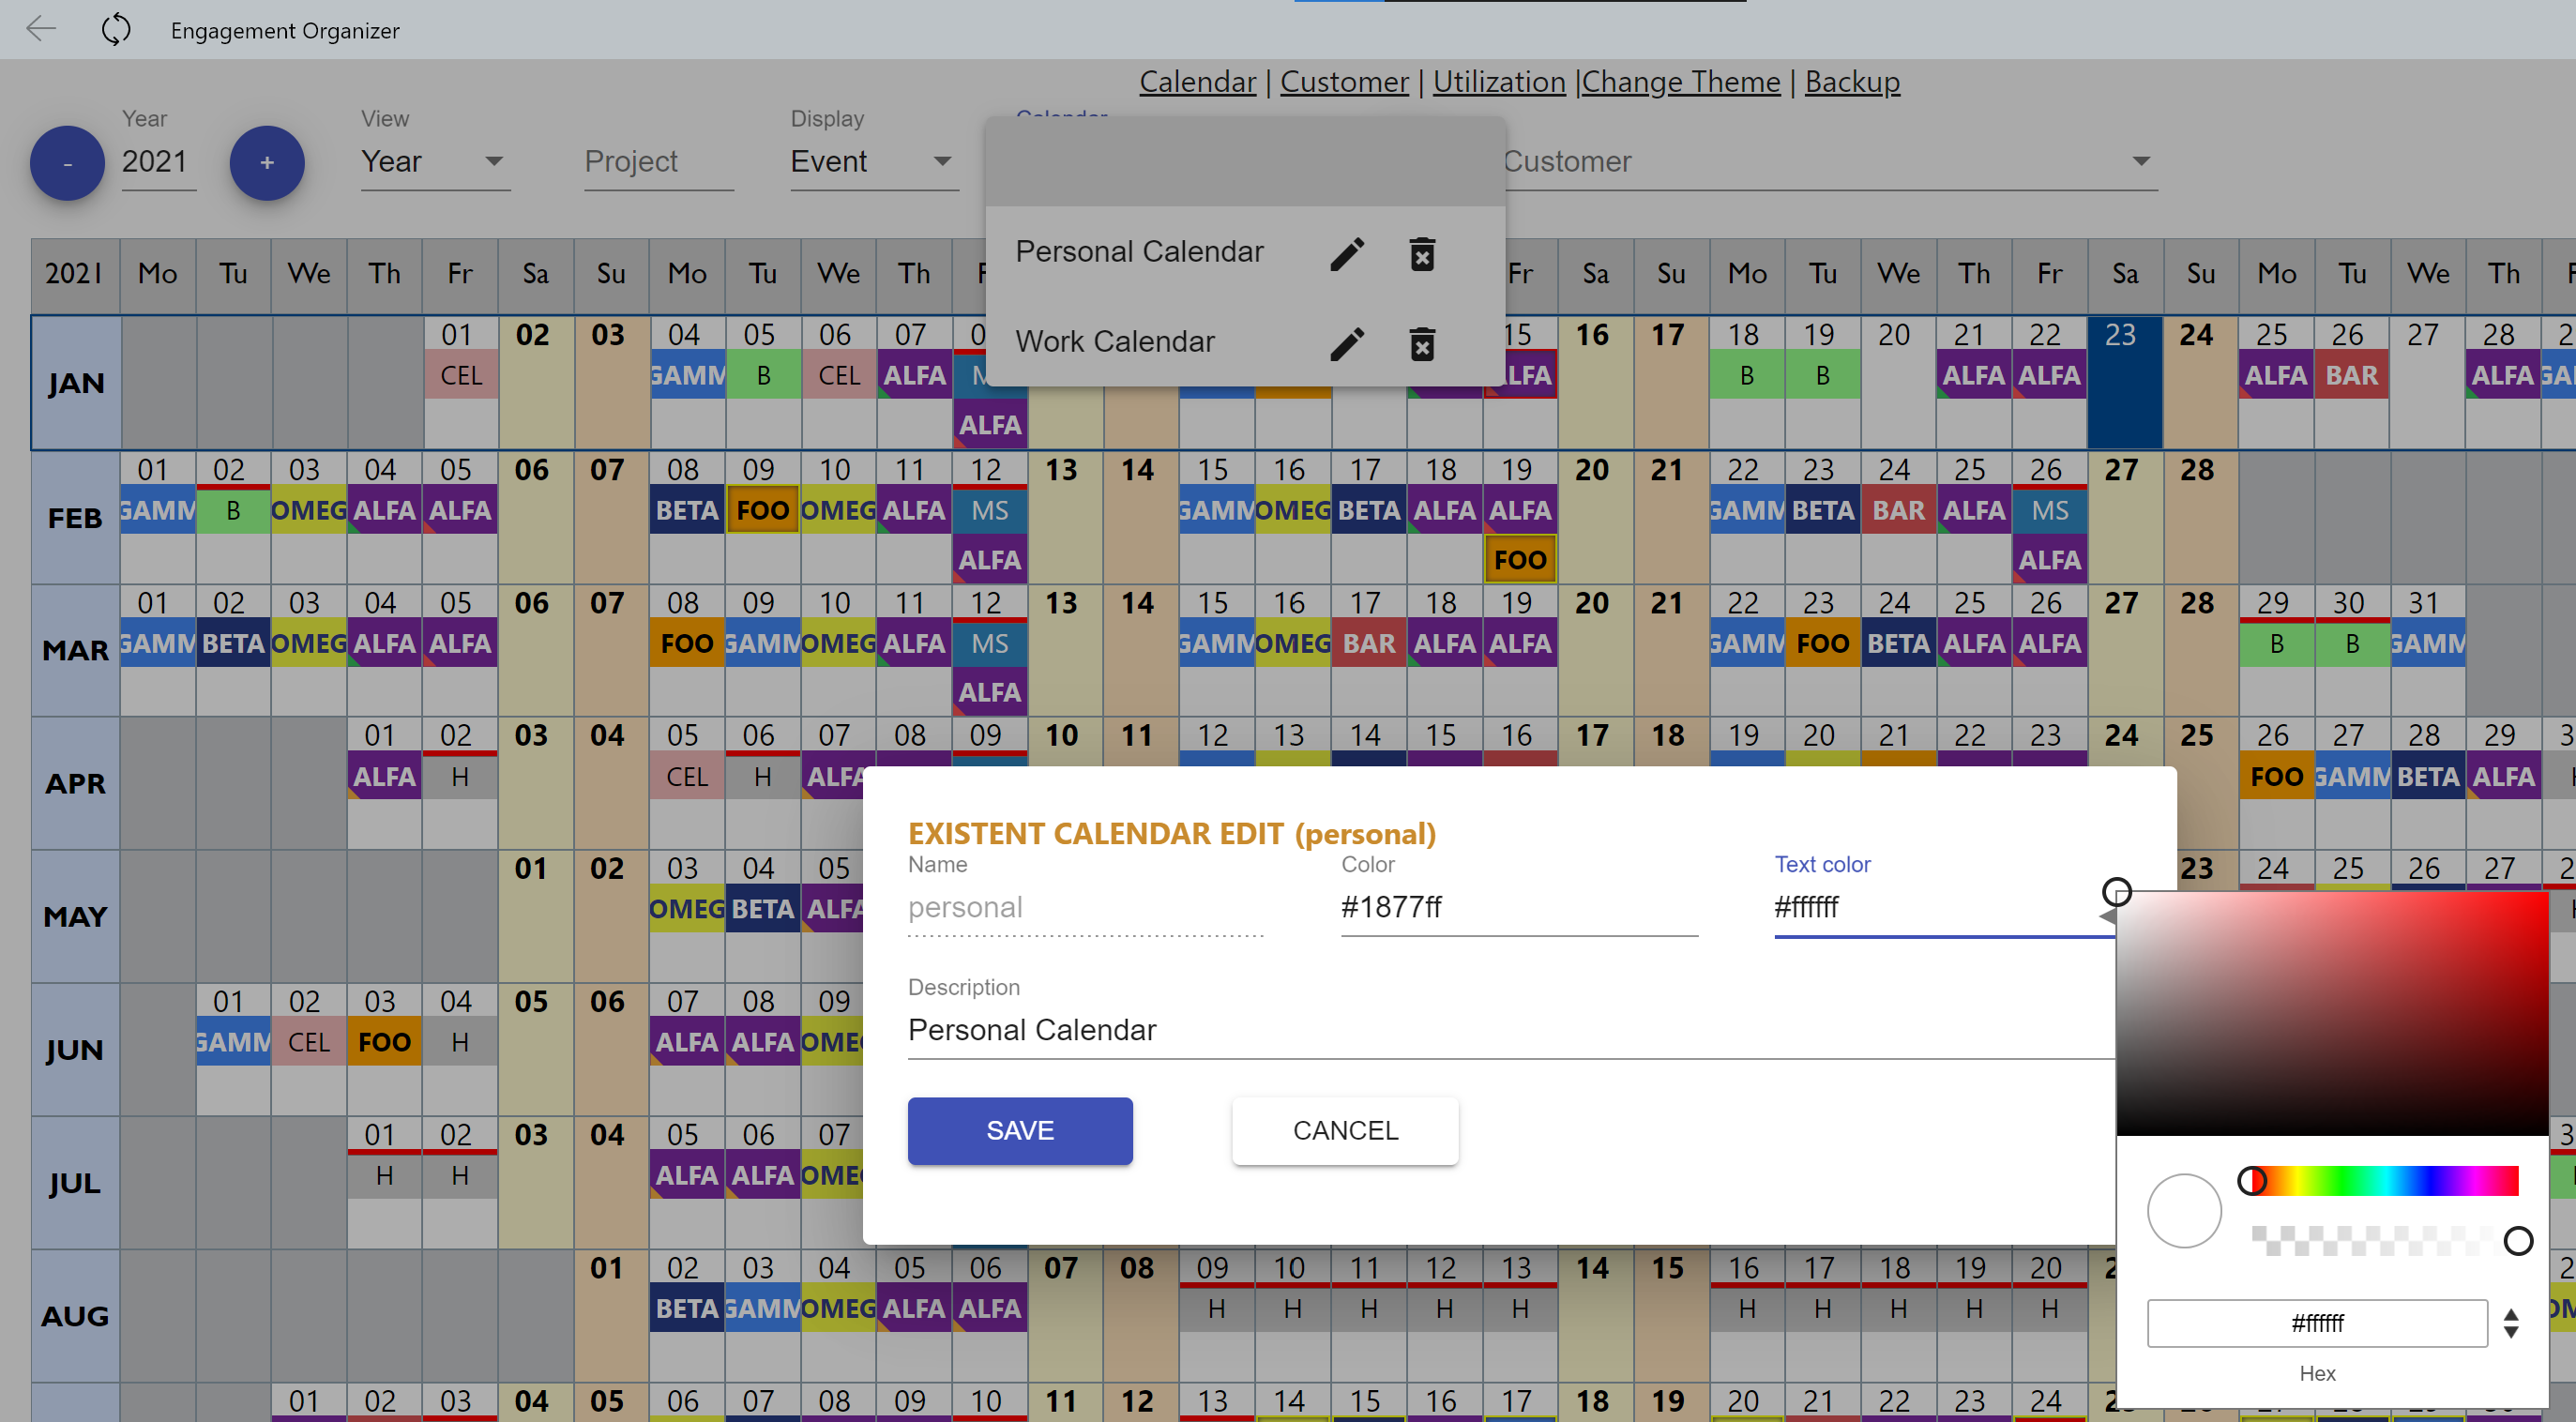 Engagement Organizer
Calendar | Customer | Utilization |Change Theme | Backup
Year View Display Calendar
- 2021 + Year Project Event Customer
Personal Calendar
Work Calendar
2021 Mo Tu We Th Fr Sa Su Mo Tu We Th Fr Sa Su Mo Tu We Th Fr Sa Su Mo Tu We Th
JAN 01 02 03 04 05 06 07 15 16 17 18 19 20 21 22 23 24 25 26 27 28
CEL GAMM B CEL ALFA B B ALFA ALFA ALFA BAR ALFA
ALFA
FEB 01 02 03 04 05 06 07 08 09 10 11 12 13 14 15 16 17 18 19 20 21 22 23 24 25 26 27 28
GAMM B OMEG ALFA ALFA BETA FOO OMEG ALFA MS GAMM OMEG BETA ALFA ALFA GAMM BETA BAR ALFA MS
ALFA FOO ALFA
MAR 01 02 03 04 05 06 07 08 09 10 11 12 13 14 15 16 17 18 19 20 21 22 23 24 25 26 27 28 29 30 31
GAMM BETA OMEG ALFA ALFA FOO GAMM OMEG ALFA MS GAMM OMEG BAR ALFA ALFA GAMM FOO BETA ALFA ALFA B B GAMM
ALFA
APR 01 02 03 04 05 06 07 08 09 10 11 12 13 14 15 16 17 18 19 20 21 22 23 24 25 26 27 28 29
ALFA H CEL H ALFA FOO GAMM BETA ALFA
MAY 01 02 03 04 05 23 24 25 26 27
OMEG BETA ALFA
JUN 01 02 03 04 05 06 07 08 09
GAMM CEL FOO H ALFA ALFA OME
JUL 01 02 03 04 05 06 07
H H ALFA ALFA OME
AUG 01 02 03 04 05 06 07 08 09 10 11 12 13 14 15 16 17 18 19 20
BETA GAMM OMEG ALFA ALFA H H H H H H H H H H
01 02 03 04 05 06 07 08 09 10 11 12 13 14 15 16 17 18 19 20 21 22 23 24
EXISTENT CALENDAR EDIT (personal)
Name Color Text color
personal #1877ff #ffffff
Description
Personal Calendar
SAVE CANCEL
#ffffff
Hex